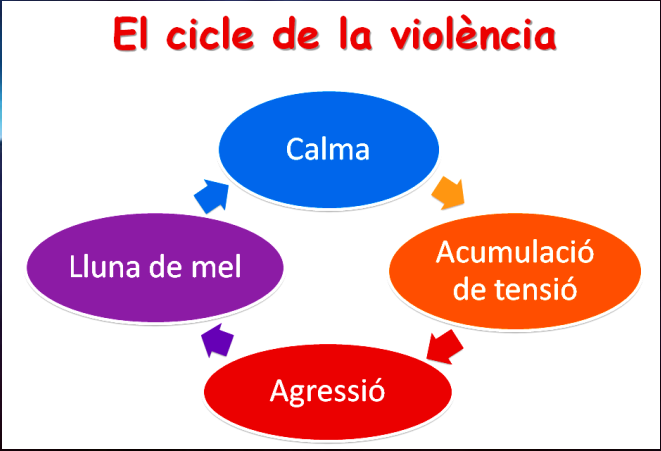 El cicle de la violència
Calma
Acumulació
de tensió
Agressió
Lluna de mel